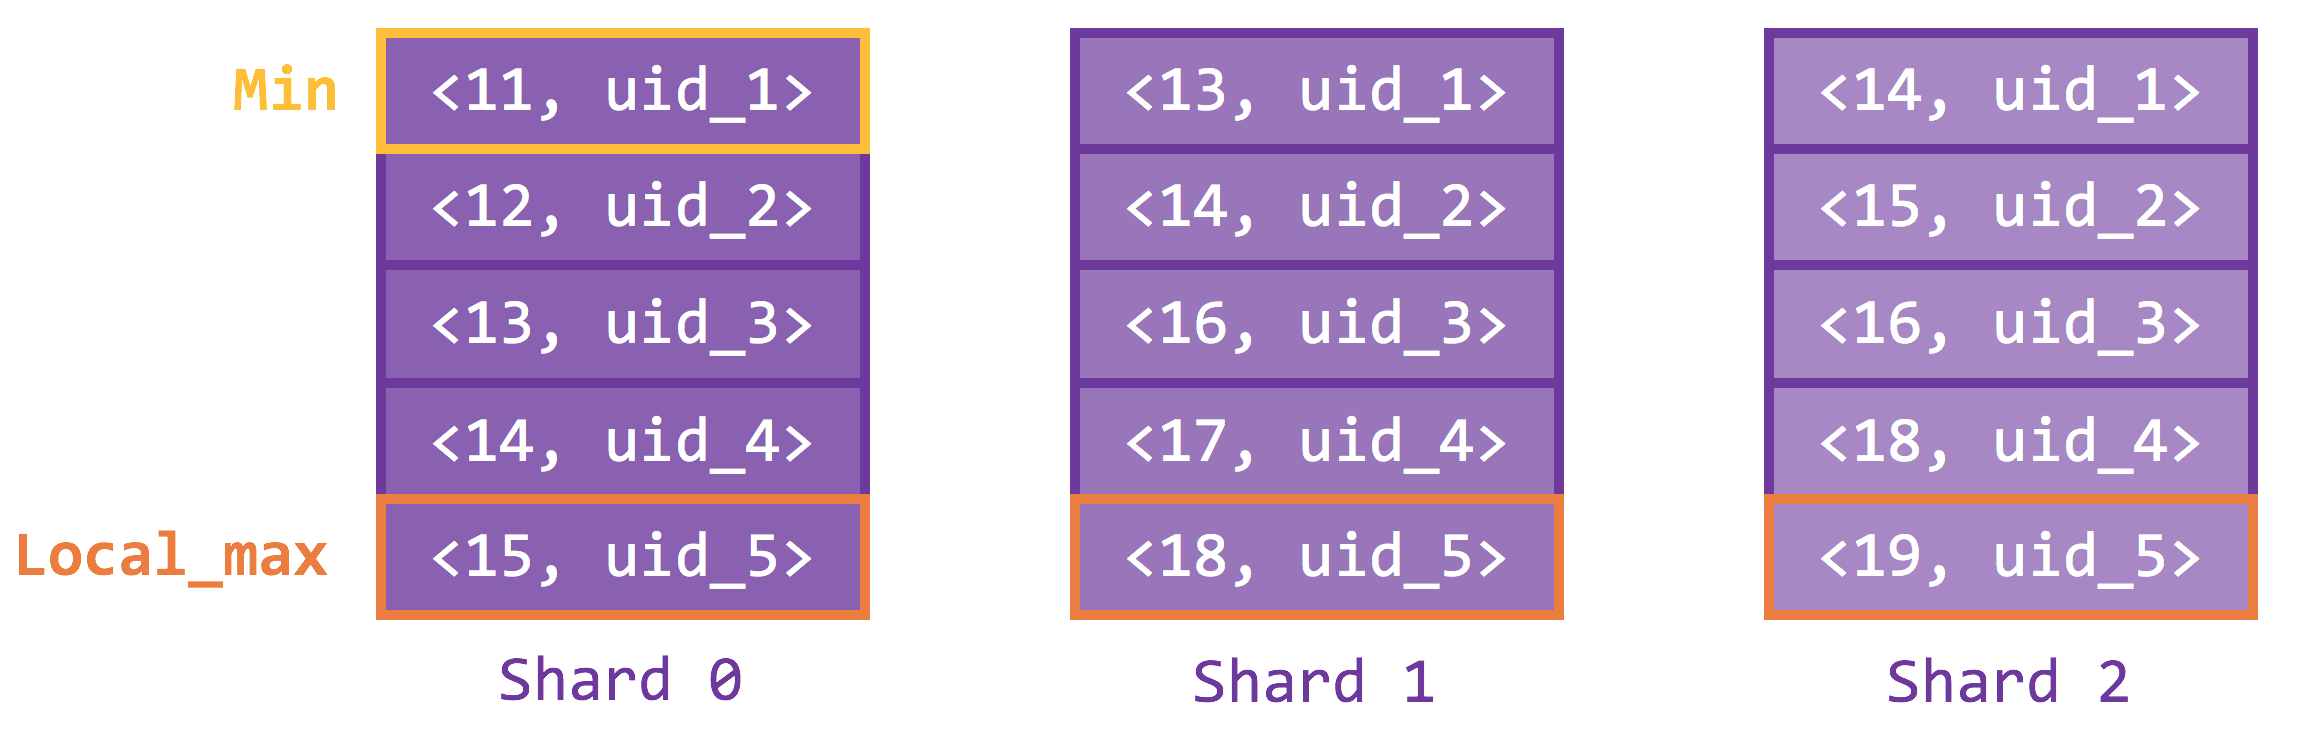 Min <11, uid_1> <13, uid_1> <14, uid_1>
<12, uid_2> <14, uid_2> <15, uid_2>
<13, uid_3> <16, uid_3> <16, uid_3>
<14, uid_4> <17, uid_4> <18, uid_4>
Local_max <15, uid_5> <18, uid_5> <19, uid_5>
Shard 0 Shard 1 Shard 2